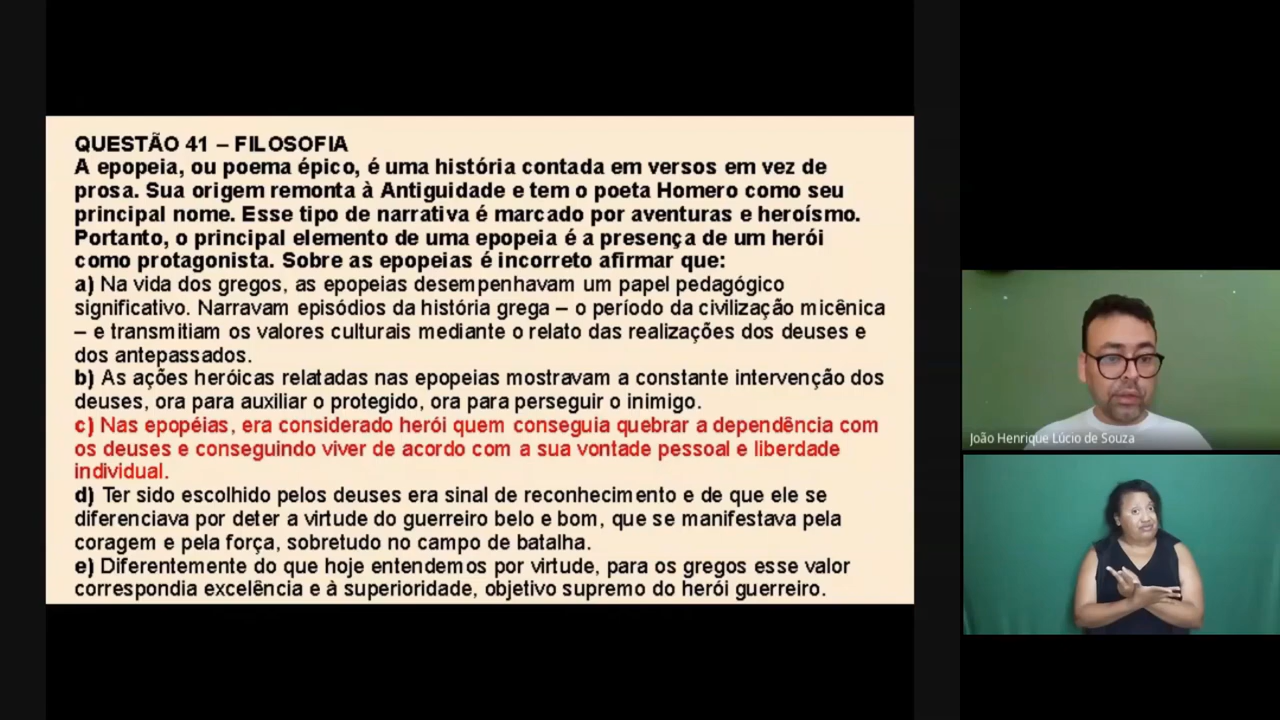 QUESTÃO 41 – FILOSOFIA
A epopeia, ou poema épico, é uma história contada em versos em vez de
prosa. Sua origem remonta à Antiguidade e tem o poeta Homero como seu
principal nome. Esse tipo de narrativa é marcado por aventuras e heroísmo.
Portanto, o principal elemento de uma epopeia é a presença de um herói
como protagonista. Sobre as epopeias é incorreto afirmar que:
a) Na vida dos gregos, as epopeias desempenhavam um papel pedagógico
significativo. Narravam episódios da história grega – o período da civilização micênica
– e transmitiam os valores culturais mediante o relato das realizações dos deuses e
dos antepassados.
b) As ações heróicas relatadas nas epopeias mostravam a constante intervenção dos
deuses, ora para auxiliar o protegido, ora para perseguir o inimigo.
c) Nas epopéias, era considerado herói quem conseguia quebrar a dependência com
os deuses e conseguindo viver de acordo com a sua vontade pessoal e liberdade
individual.
d) Ter sido escolhido pelos deuses era sinal de reconhecimento e de que ele se
diferenciava por deter a virtude do guerreiro belo e bom, que se manifestava pela
coragem e pela força, sobretudo no campo de batalha.
e) Diferentemente do que hoje entendemos por virtude, para os gregos esse valor
correspondia excelência e à superioridade, objetivo supremo do herói guerreiro.
João Henrique Lúcio de Souza